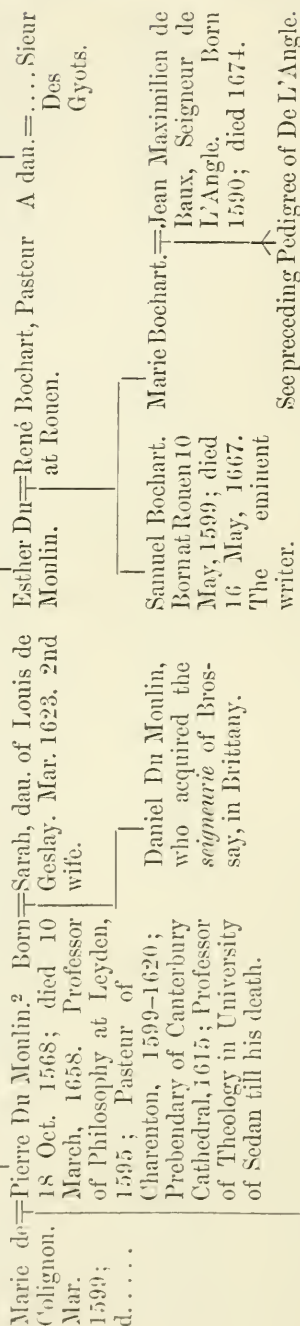 Marie de
Colignon.
Mar.
1599;
d.....
Pierre Du Moulin.² Born
18 Oct. 1568; died 10
March, 1658. Professor
of Philosophy at Leyden,
1595; Pasteur of
Charenton, 1599-1620;
Prebendary of Canterbury
Cathedral, 1615; Professor
of Theology in University
of Sedan till his death.
Sarah, dau. of Louis de
Geslay. Mar. 1623. 2nd
wife.
Daniel Du Moulin,
who acquired the
seigneurie of Bros-
say, in Brittany.
Esther Du
Moulin.
René Bochart, Pasteur
at Rouen.
A dau.=..... Sieur
Des
Gyots.
Samuel Bochart.
Born at Rouen 10
May, 1599; died
16 May, 1667.
The eminent
writer.
Marie Bochart.
Jean Maximilien de
Baux, Seigneur de
L'Angle. Born
1590; died 1674.
See preceding Pedigree of De L'Angle.